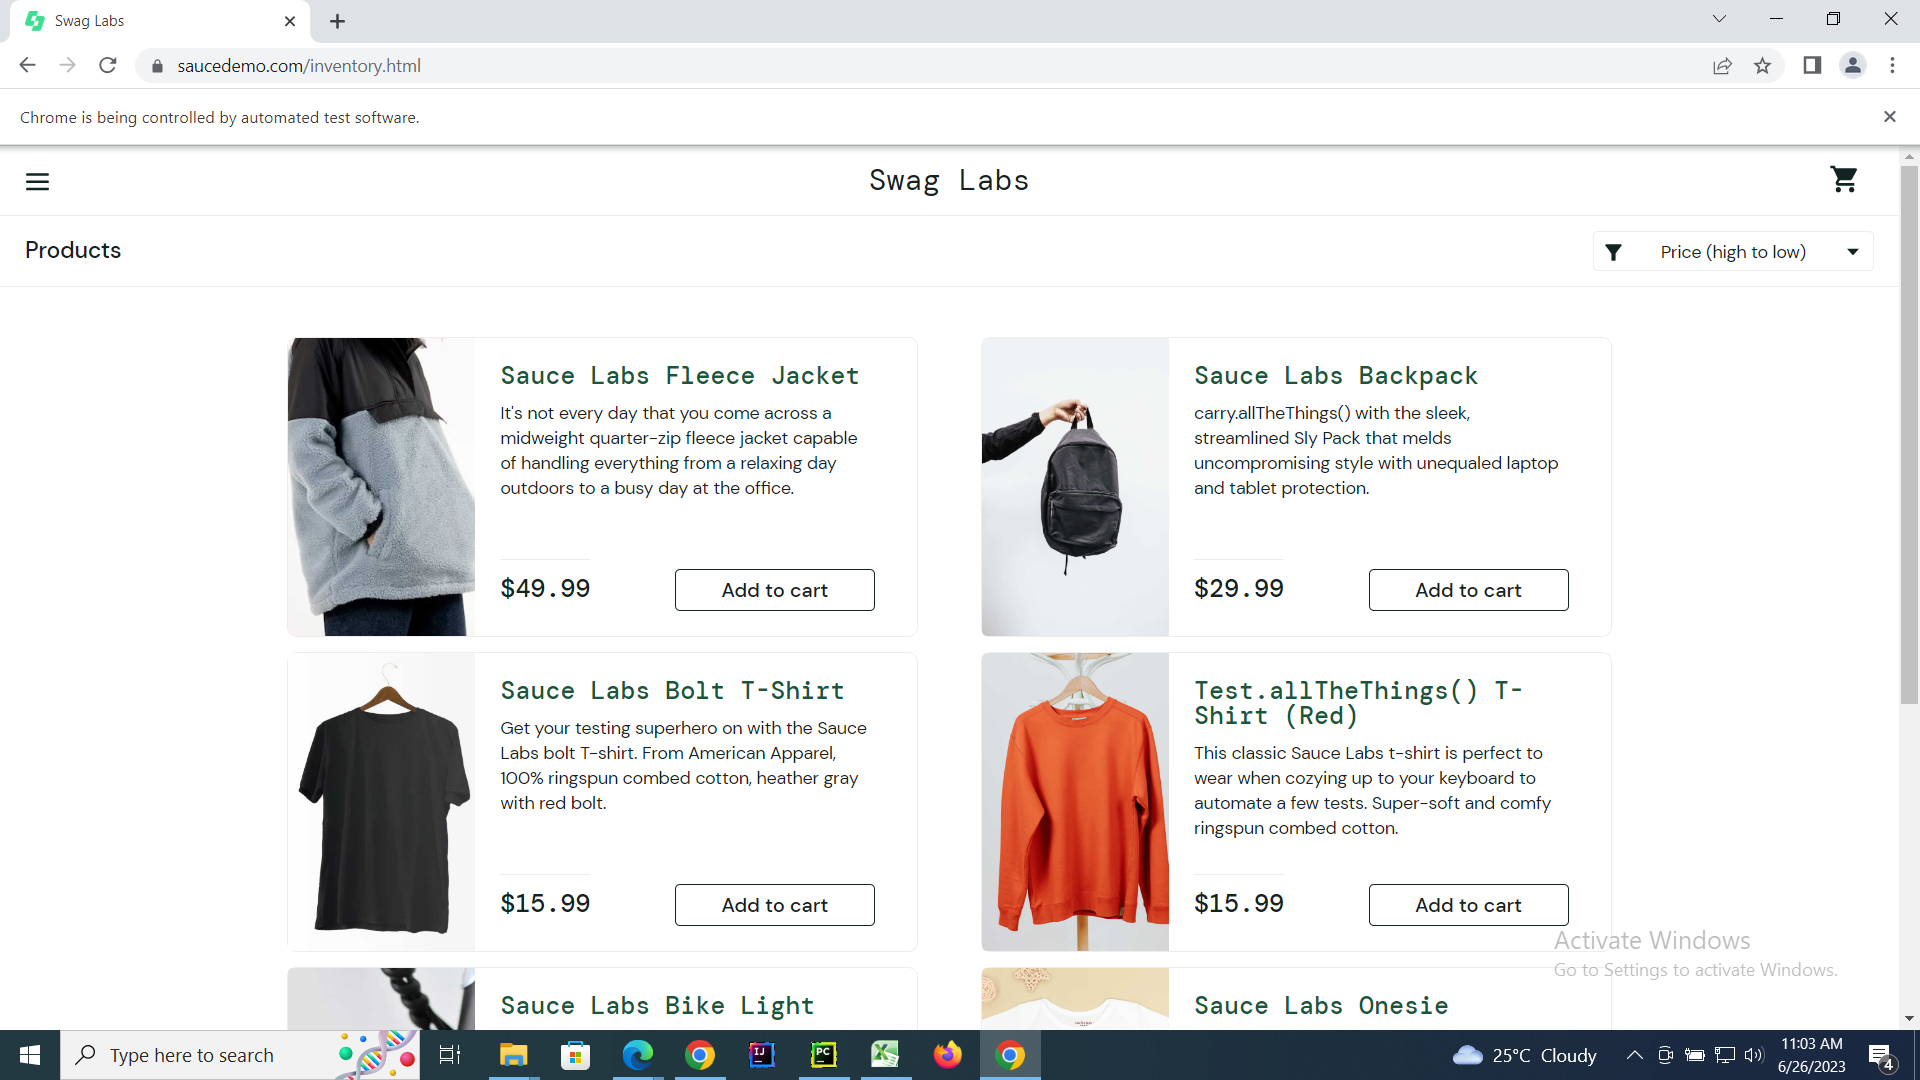 Swag Labs
saucedemo.com/inventory.html
Chrome is being controlled by automated test software.
Swag Labs
Products
Price (high to low)
Sauce Labs Fleece Jacket
It's not every day that you come across a
midweight quarter-zip fleece jacket capable
of handling everything from a relaxing day
outdoors to a busy day at the office.
$49.99
Add to cart
Sauce Labs Backpack
carry.allTheThings() with the sleek,
streamlined Sly Pack that melds
uncompromising style with unequaled laptop
and tablet protection.
$29.99
Add to cart
Sauce Labs Bolt T-Shirt
Get your testing superhero on with the Sauce
Labs bolt T-shirt. From American Apparel,
100% ringspun combed cotton, heather gray
with red bolt.
$15.99
Add to cart
Test.allTheThings() T-
Shirt (Red)
This classic Sauce Labs t-shirt is perfect to
wear when cozying up to your keyboard to
automate a few tests. Super-soft and comfy
ringspun combed cotton.
$15.99
Add to cart
Sauce Labs Bike Light
Sauce Labs Onesie
Activate Windows
Go to Settings to activate Windows.
Type here to search
IJ
PC
25°C Cloudy
11:03 AM
6/26/2023
4